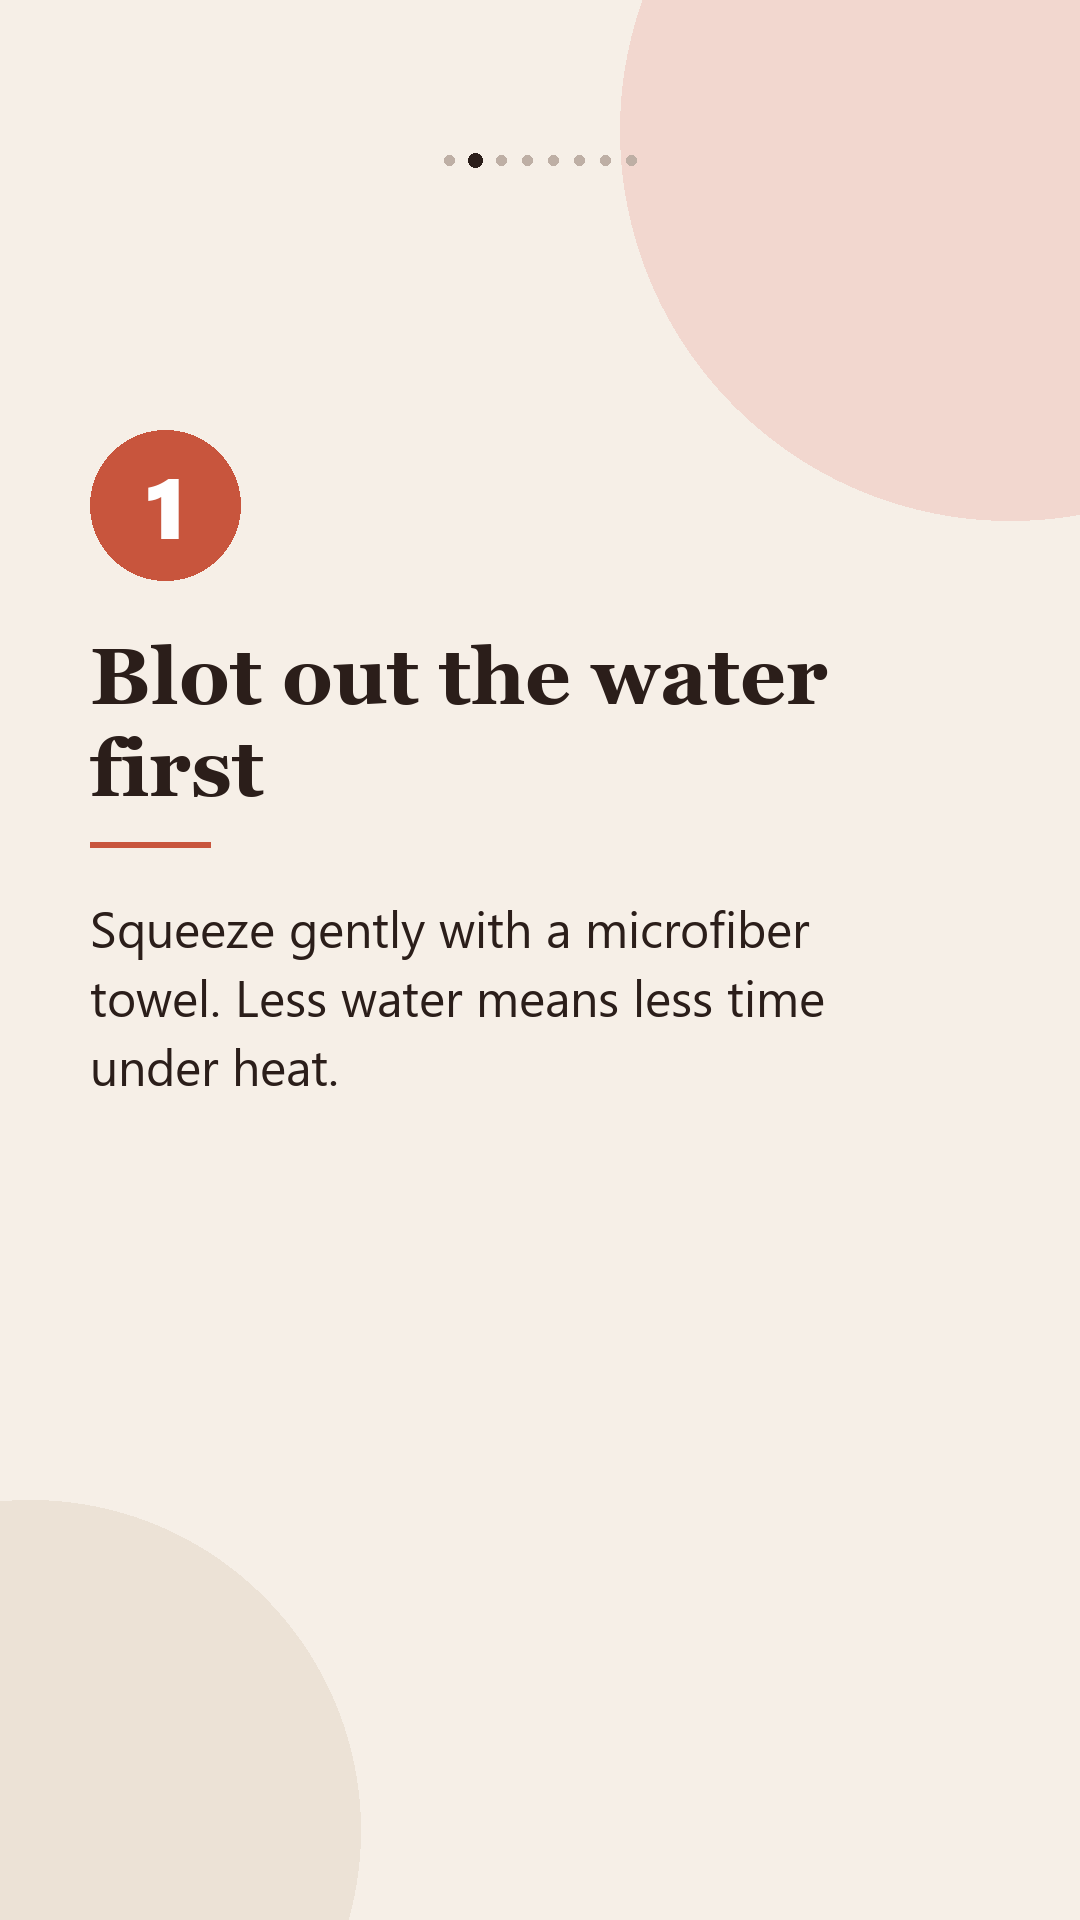 1
Blot out the water
first
Squeeze gently with a microfiber
towel. Less water means less time
under heat.